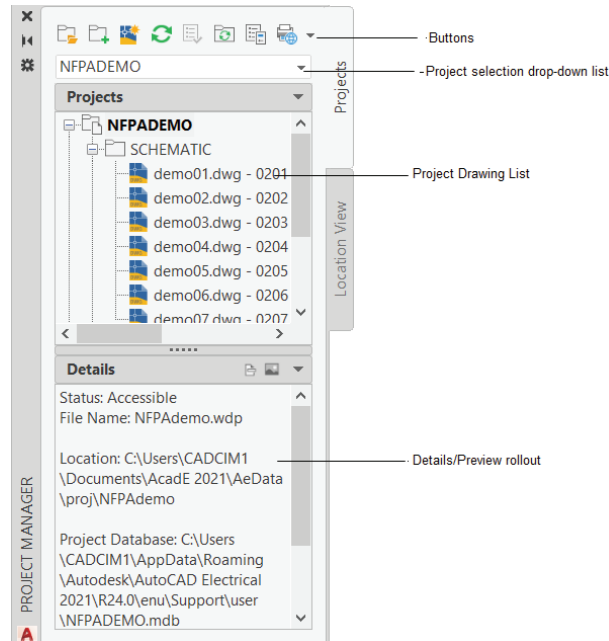 Buttons
NFPADEMO
Project selection drop-down list
Projects
Projects
NFPADEMO
SCHEMATIC
demo01.dwg - 0201
Project Drawing List
demo02.dwg - 0202
demo03.dwg - 0203
demo04.dwg - 0204
demo05.dwg - 0205
demo06.dwg - 0206
demo07.dwg - 0207
Location View
Details
Status: Accessible
File Name: NFPAdemo.wdp
Location: C:\Users\CADCIM1
\Documents\AcadE 2021\AeData
\proj\NFPAdemo
Details/Preview rollout
Project Database: C:\Users
\CADCIM1\AppData\Roaming
\Autodesk\AutoCAD Electrical
2021\R24.0\enu\Support\user
\NFPADEMO.mdb
PROJECT MANAGER
A